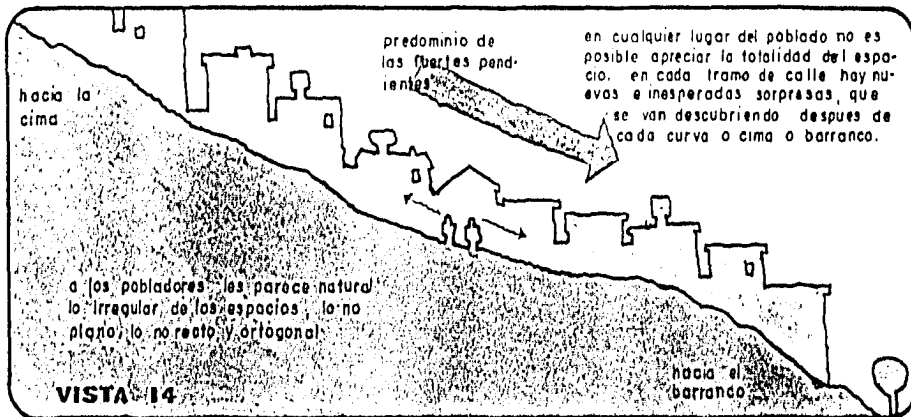 predominio de
las fuertes pend-
ientes
en cualquier lugar del poblado no es
posible apreciar la totalidad del espa-
cio. en cada tramo de calle hay nu-
evas e inesperadas sorpresas, que
se van descubriendo despues de
cada curva o cima o barranco.
hacia la
cima
a los pobladores les parece natural
lo irregular de los espacios, lo no
plano, lo no recto y ortogonal
hacia el
barranco
VISTA 14